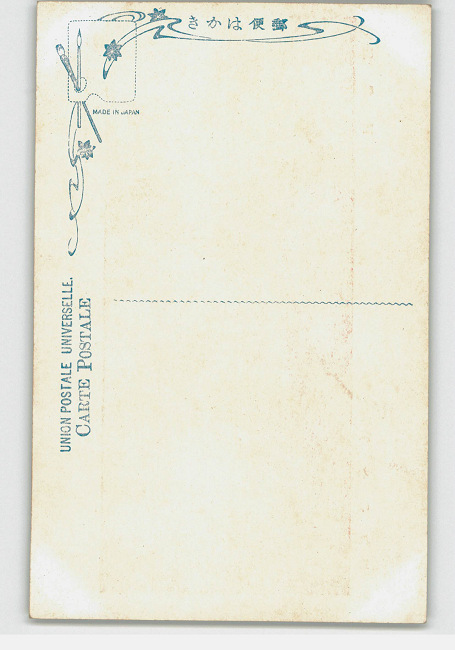 きかは便郵
MADE IN JAPAN
UNION POSTALE UNIVERSELLE.
CARTE POSTALE